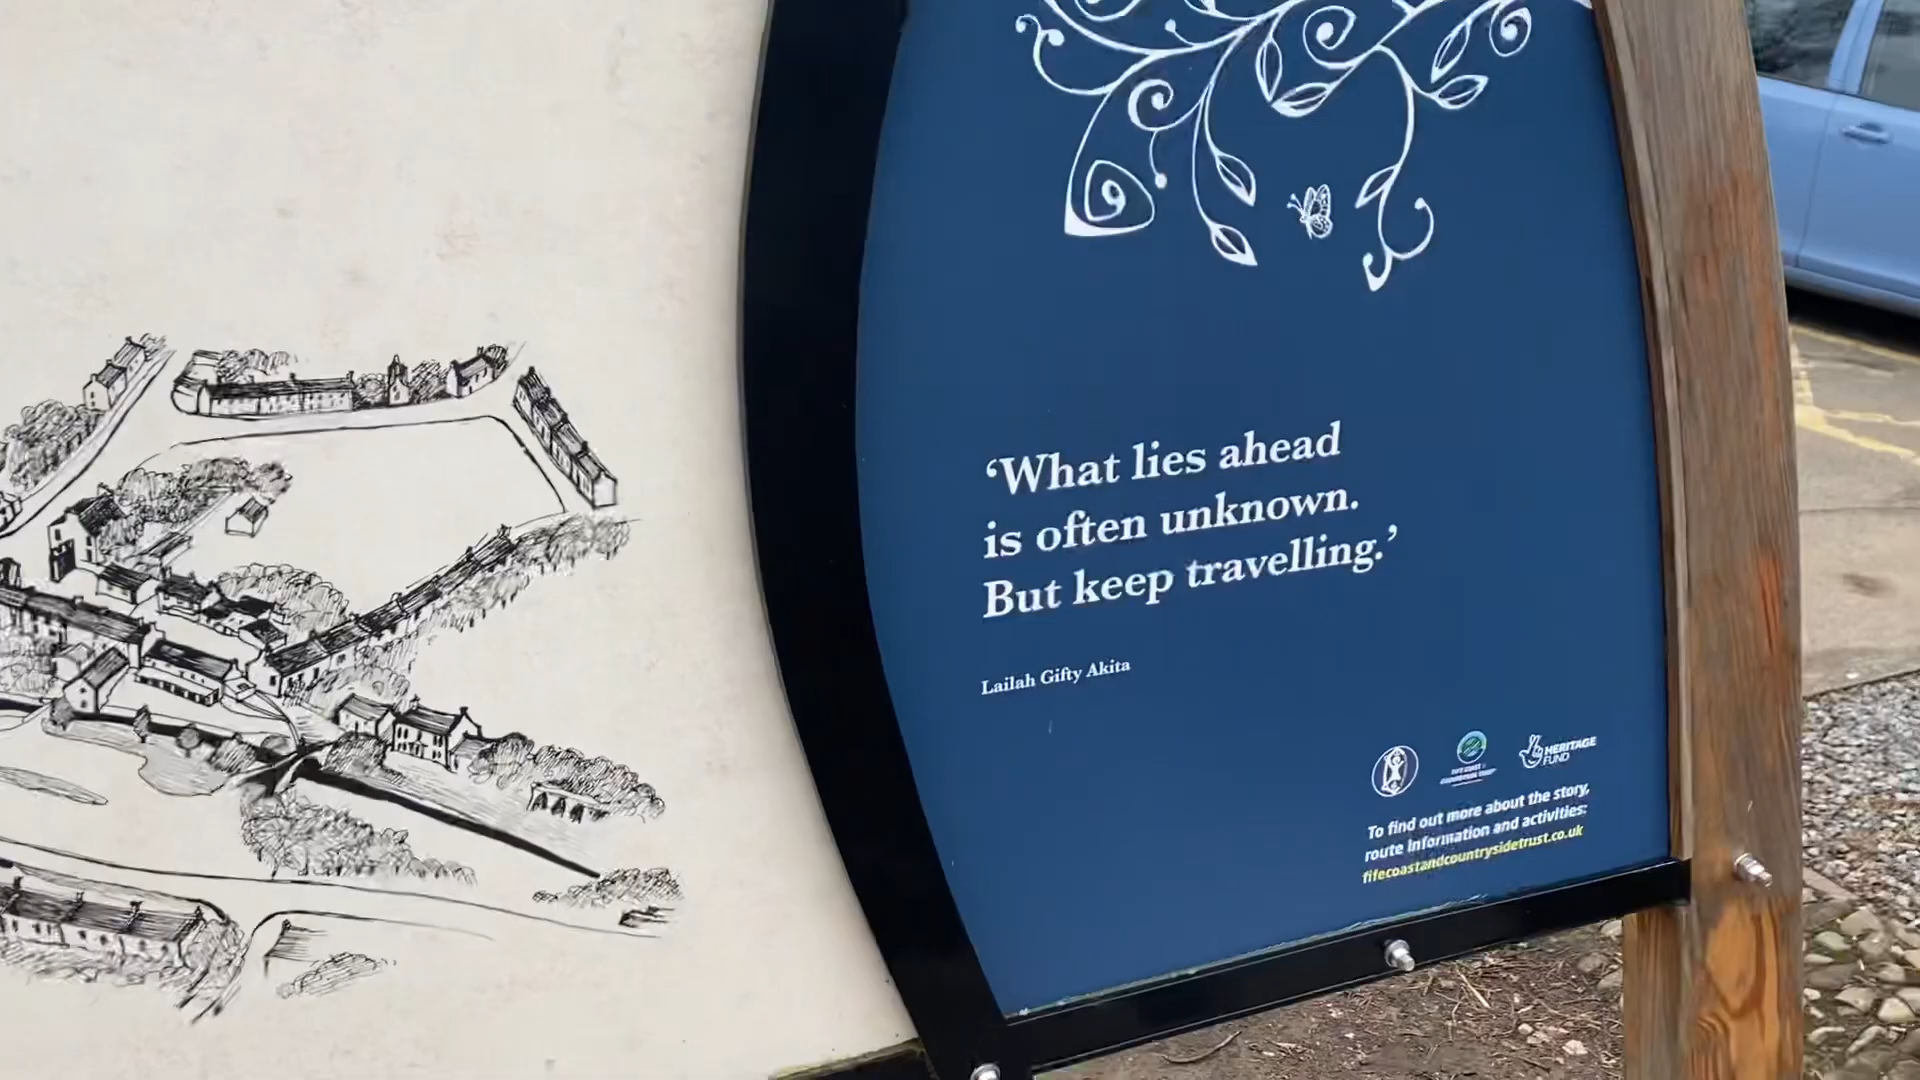 ‘What lies ahead
is often unknown.
But keep travelling.’
Lailah Gifty Akita
HERITAGE
FUND
To find out more about the story,
route information and activities:
fifecoastandcountrysidetrust.co.uk